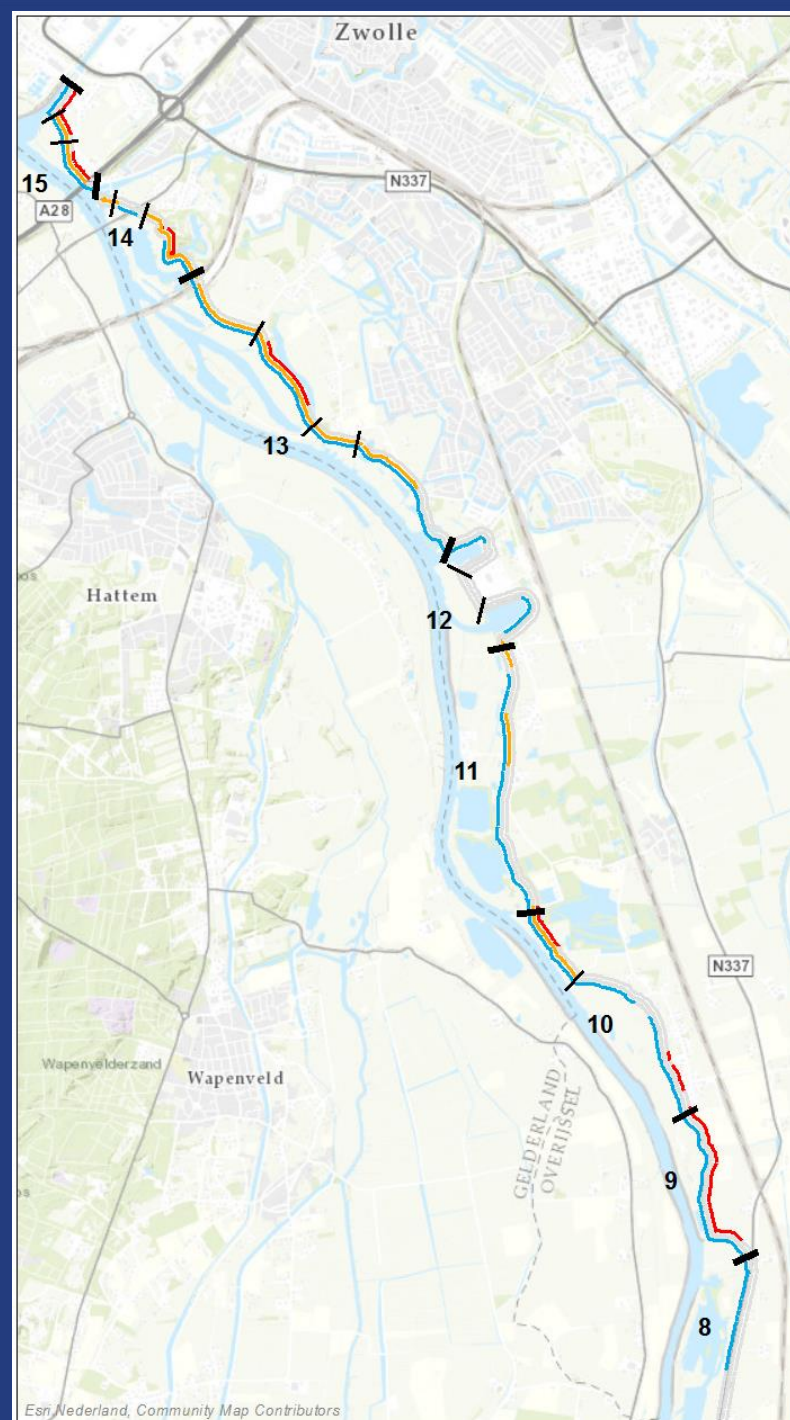 Zwolle
N337
15
A28
14
13
Hattem
12
11
N337
10
Wapenvelderzand
Wapenveld
GELDERLAND
OVERIJSSEL
9
8
Esri Nederland, Community Map Contributors